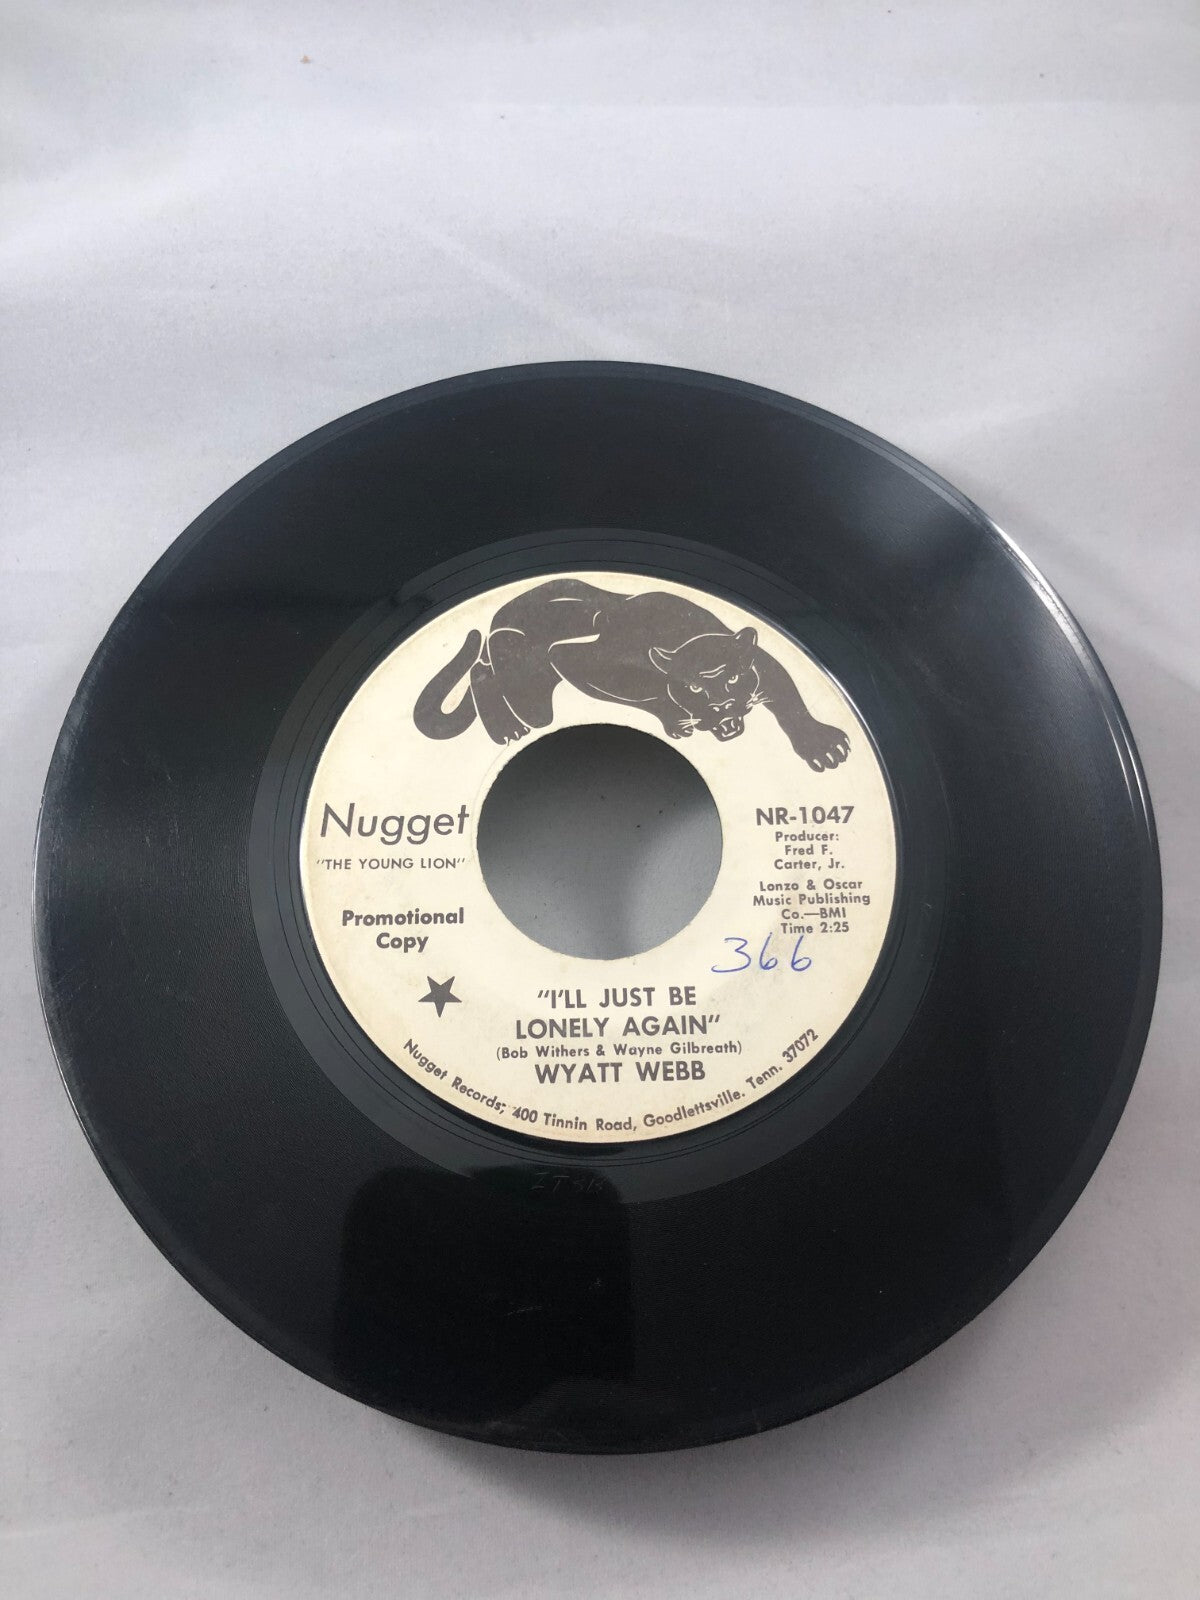 Nugget
"THE YOUNG LION"
Promotional
Copy
NR-1047
Producer:
Fred F.
Carter, Jr.
Lonzo & Oscar
Music Publishing
Co.—BMI
Time 2:25
366
"I'LL JUST BE
LONELY AGAIN"
(Bob Withers & Wayne Gilbreath)
WYATT WEBB
Nugget Records; 400 Tinnin Road, Goodlettsville. Tenn. 37072